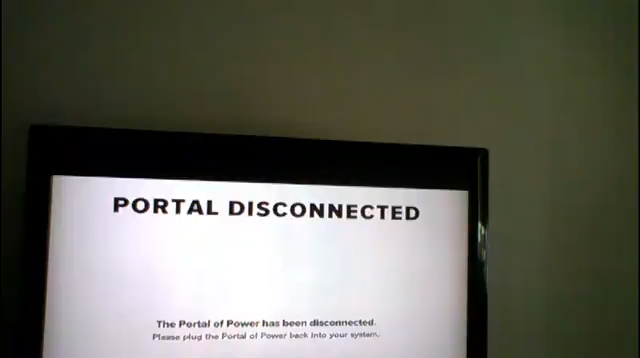 PORTAL DISCONNECTED
The Portal of Power has been disconnected.
Please plug the Portal of Power back into your system.